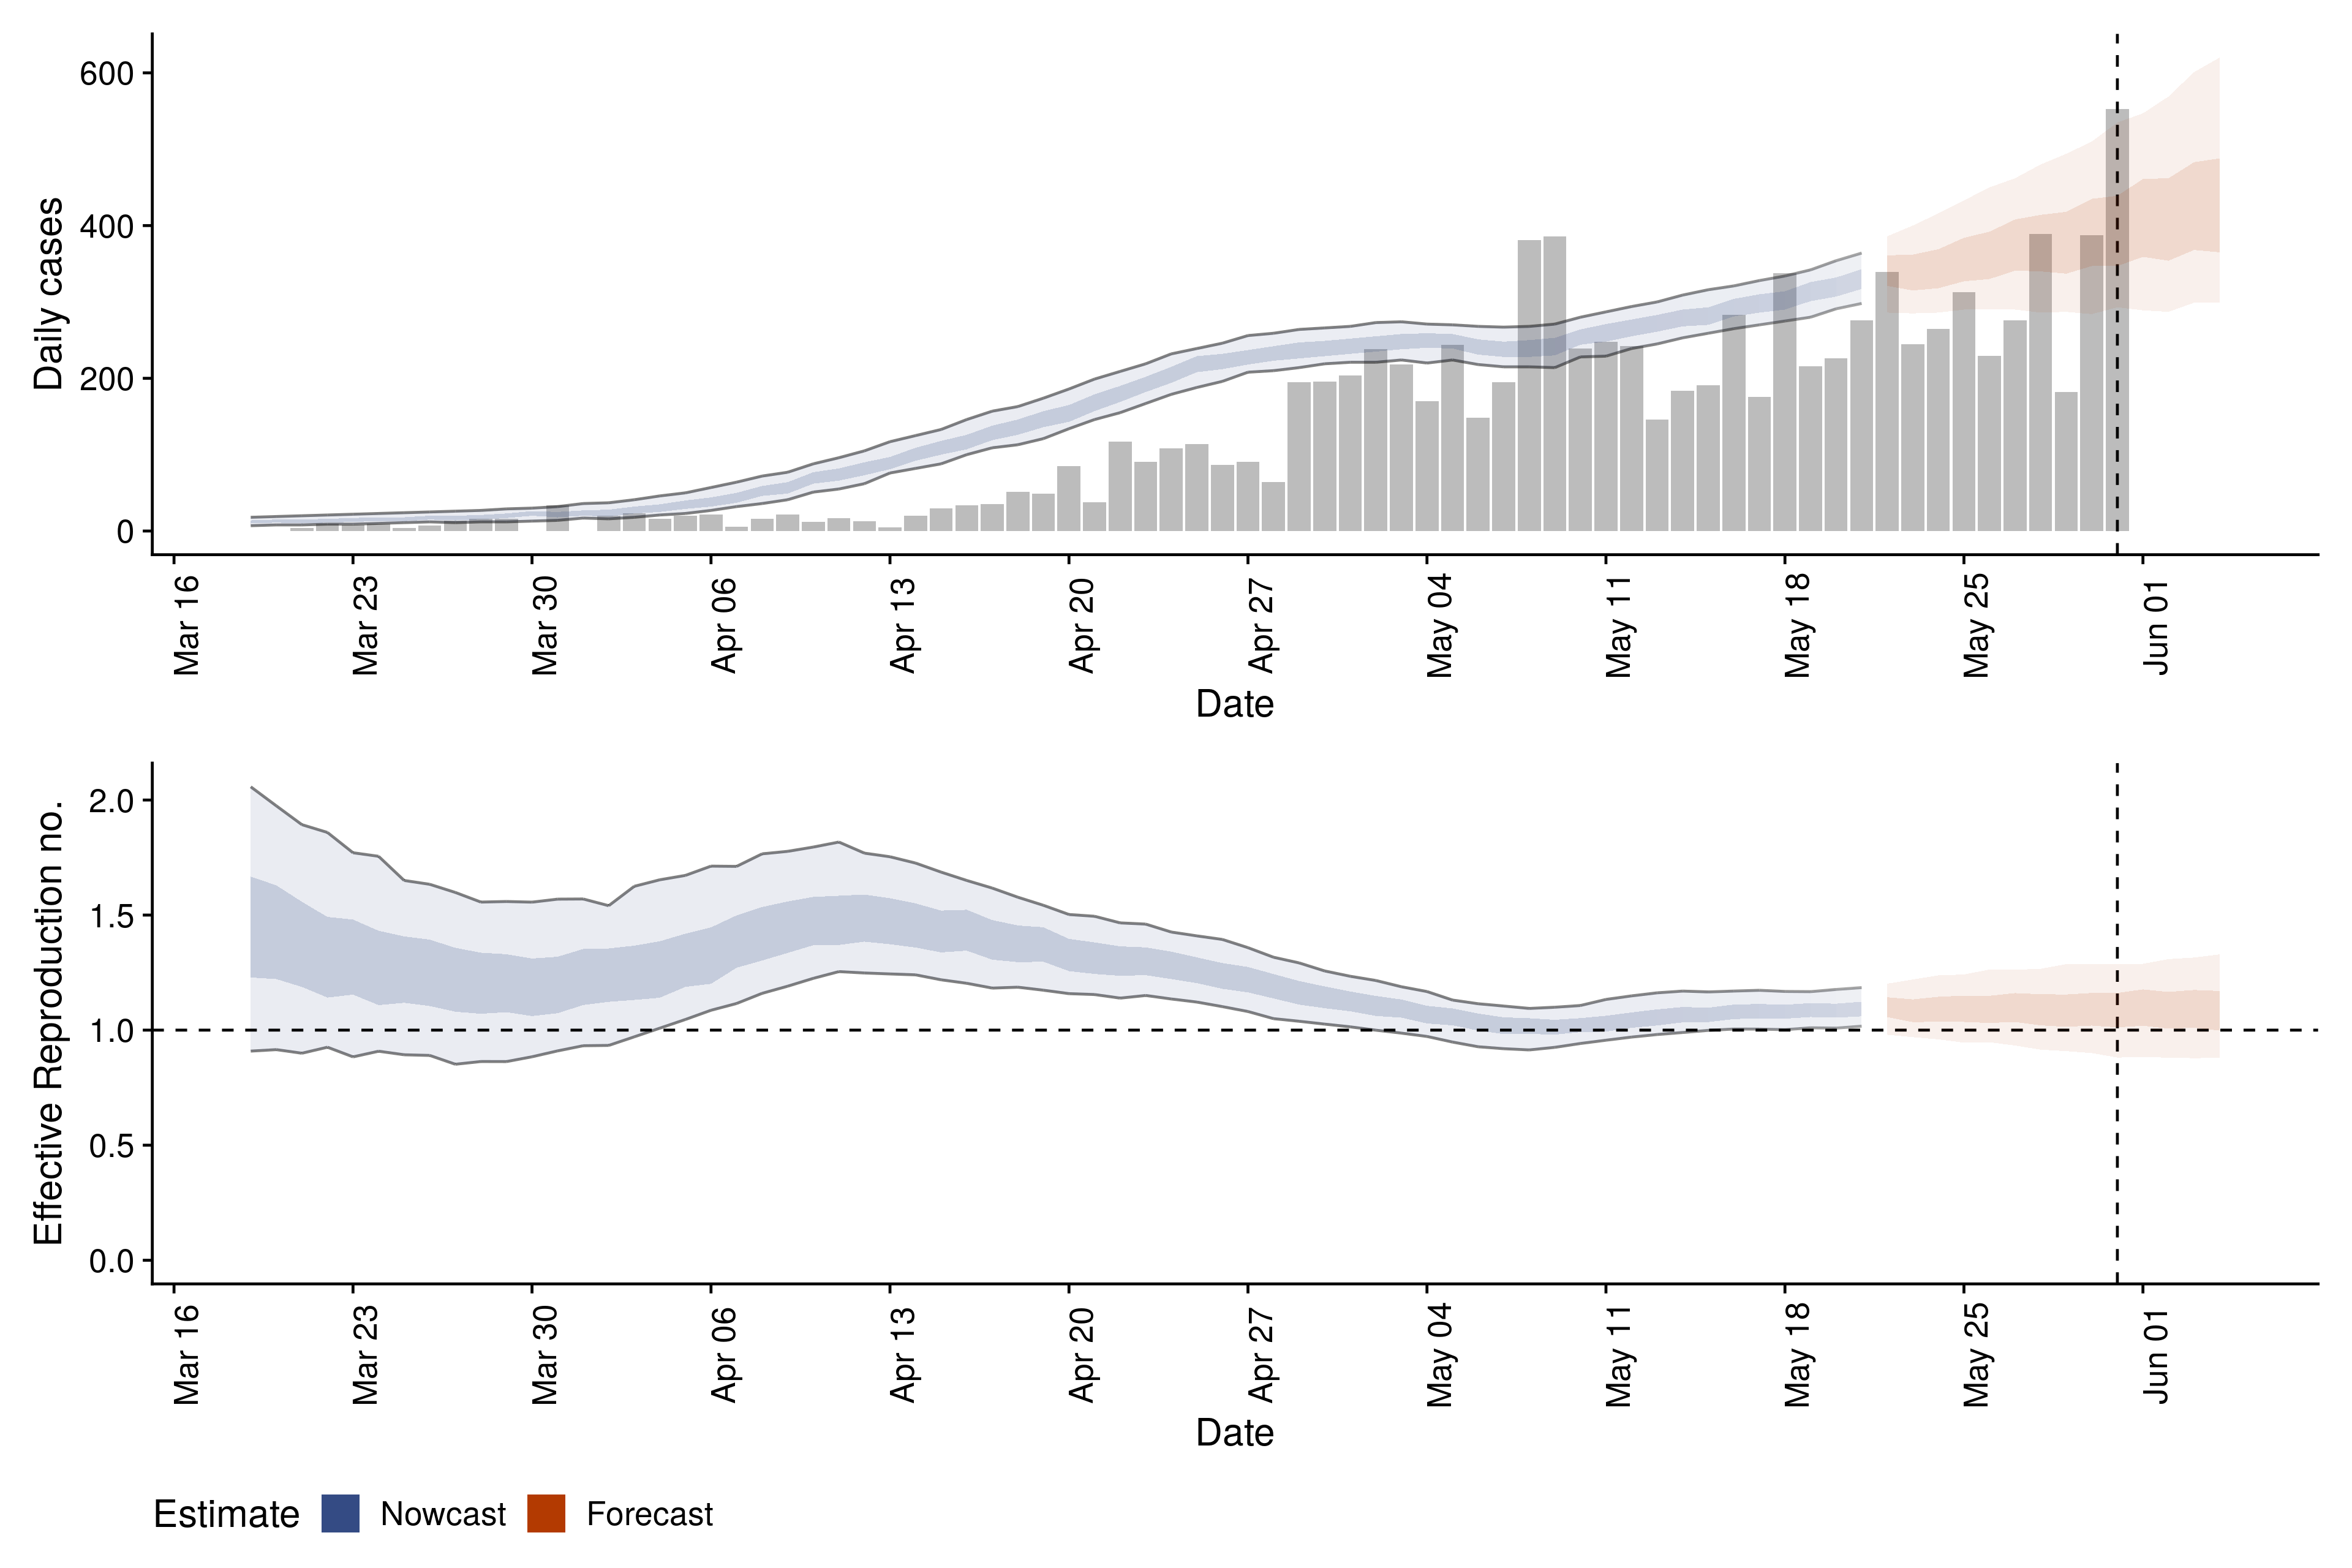 Daily cases
600
400
200
0
Mar 16
Mar 23
Mar 30
Apr 06
Apr 13
Apr 20
Apr 27
May 04
May 11
May 18
May 25
Jun 01
Date
Effective Reproduction no.
2.0
1.5
1.0
0.5
0.0
Mar 16
Mar 23
Mar 30
Apr 06
Apr 13
Apr 20
Apr 27
May 04
May 11
May 18
May 25
Jun 01
Date
Estimate Nowcast Forecast